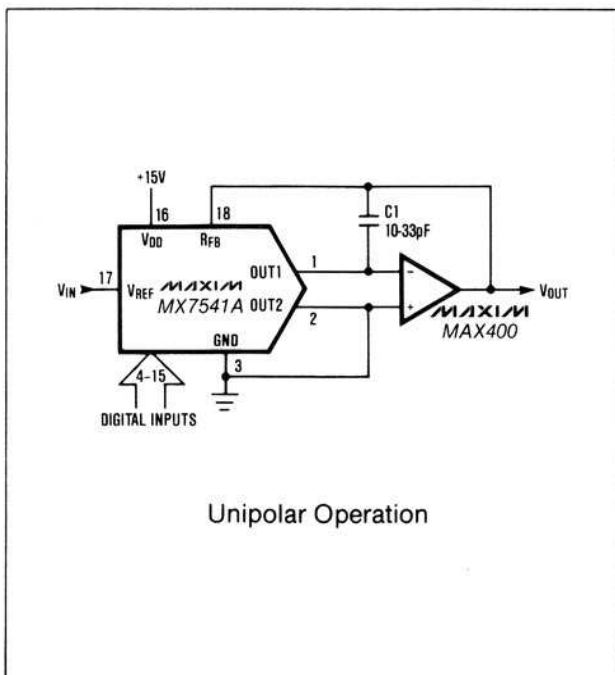 +15V
16
18
VDD
RFB
C1
10-33pF
1
OUT1
−
VIN
17
VREF
MAXIM
MX7541A
OUT2
2
+
VOUT
MAXIM
MAX400
GND
3
4-15
DIGITAL INPUTS
Unipolar Operation